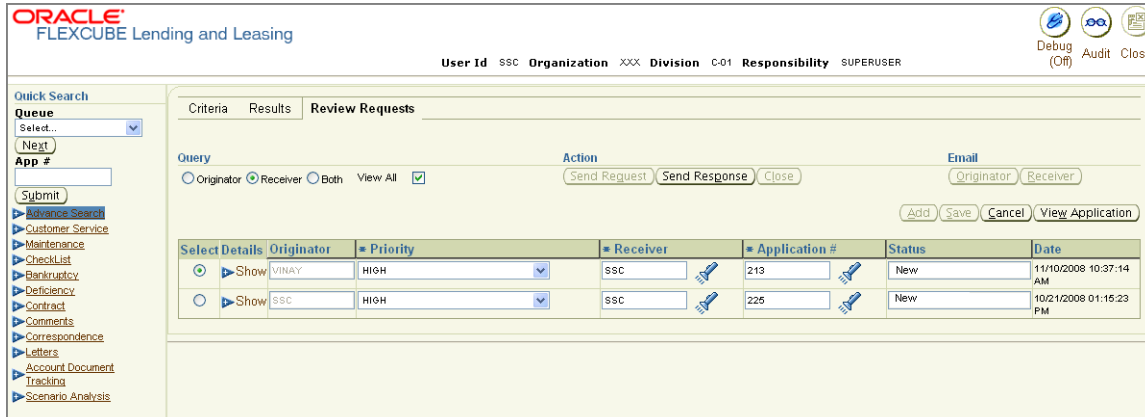 ORACLE
FLEXCUBE Lending and Leasing
Debug (Off)
Audit
Clos
User Id SSC Organization XXX Division C-01 Responsibility SUPERUSER
Quick Search
Queue
Select...
Next
App #
Submit
Advance Search
Customer Service
Maintenance
CheckList
Bankruptcy
Deficiency
Contract
Comments
Correspondence
Letters
Account Document
Tracking
Scenario Analysis
Criteria Results Review Requests
Query Action Email
Originator Receiver Both View All Send Request Send Response Close Originator Receiver
Add Save Cancel View Application
Select Details Originator * Priority * Receiver * Application # Status Date
Show VINAY HIGH SSC 213 New 11/10/2008 10:37:14
AM
Show SSC HIGH SSC 225 New 10/21/2008 01:15:23
PM